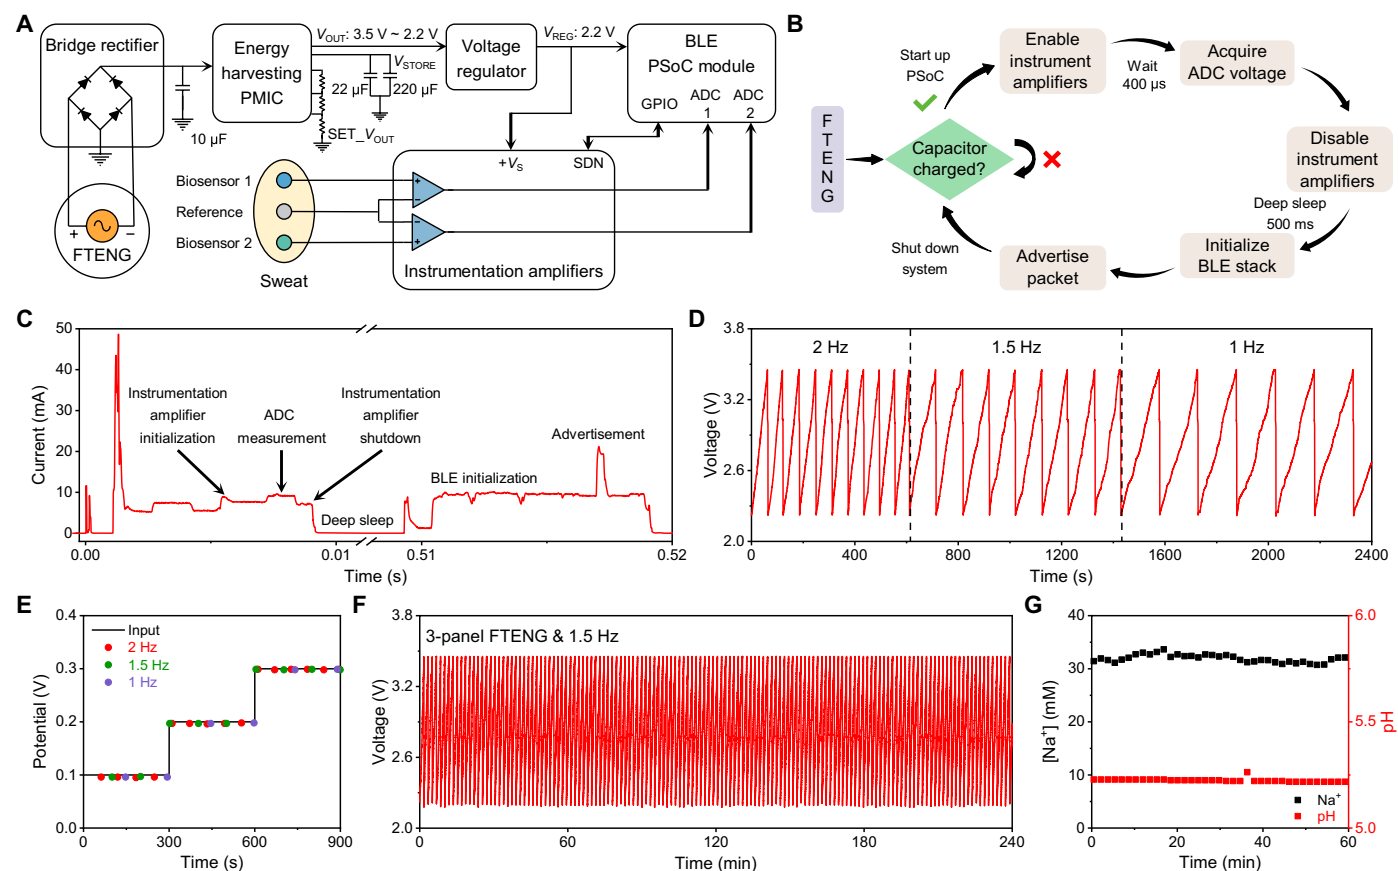 A
Bridge rectifier
10 μF
+
−
FTENG
Energy
harvesting
PMIC
V_OUT: 3.5 V ~ 2.2 V
V_STORE
22 μF
220 μF
SET_V_OUT
Voltage
regulator
V_REG: 2.2 V
BLE
PSoC module
GPIO
ADC
1
ADC
2
+V_S
SDN
Biosensor 1
Reference
Biosensor 2
Sweat
+
−
−
+
Instrumentation amplifiers
B
FTENG
Capacitor
charged?
Start up
PSoC
Enable
instrument
amplifiers
Wait
400 μs
Acquire
ADC voltage
Disable
instrument
amplifiers
Deep sleep
500 ms
Initialize
BLE stack
Advertise
packet
Shut down
system
C
Current (mA)
50
40
30
20
10
0
Instrumentation
amplifier
initialization
ADC
measurement
Instrumentation
amplifier
shutdown
Deep sleep
BLE initialization
Advertisement
0.00
0.01
0.51
0.52
Time (s)
D
Voltage (V)
3.8
3.2
2.6
2.0
2 Hz
1.5 Hz
1 Hz
0
400
800
1200
1600
2000
2400
Time (s)
E
Potential (V)
0.4
0.3
0.2
0.1
0.0
Input
2 Hz
1.5 Hz
1 Hz
0
300
600
900
Time (s)
F
Voltage (V)
3.8
3.2
2.6
2.0
3-panel FTENG & 1.5 Hz
0
60
120
180
240
Time (min)
G
[Na⁺] (mM)
40
30
20
10
0
pH
6.0
5.5
5.0
Na⁺
pH
0
20
40
60
Time (min)